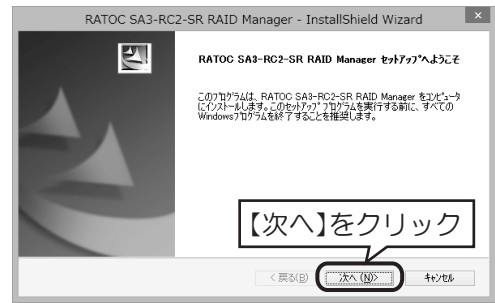 RATOC SA3-RC2-SR RAID Manager - InstallShield Wizard
RATOC SA3-RC2-SR RAID Manager ｾｯﾄｱｯﾌﾟへようこそ
このﾌﾟﾛｸﾞﾗﾑは、RATOC SA3-RC2-SR RAID Manager をｺﾝﾋﾟｭｰﾀ
にｲﾝｽﾄｰﾙします。このｾｯﾄｱｯﾌﾟ ﾌﾟﾛｸﾞﾗﾑを実行する前に、すべての
Windowsﾌﾟﾛｸﾞﾗﾑを終了することを推奨します。
【次へ】をクリック
< 戻る(B)
次へ (N)>
ｷｬﾝｾﾙ